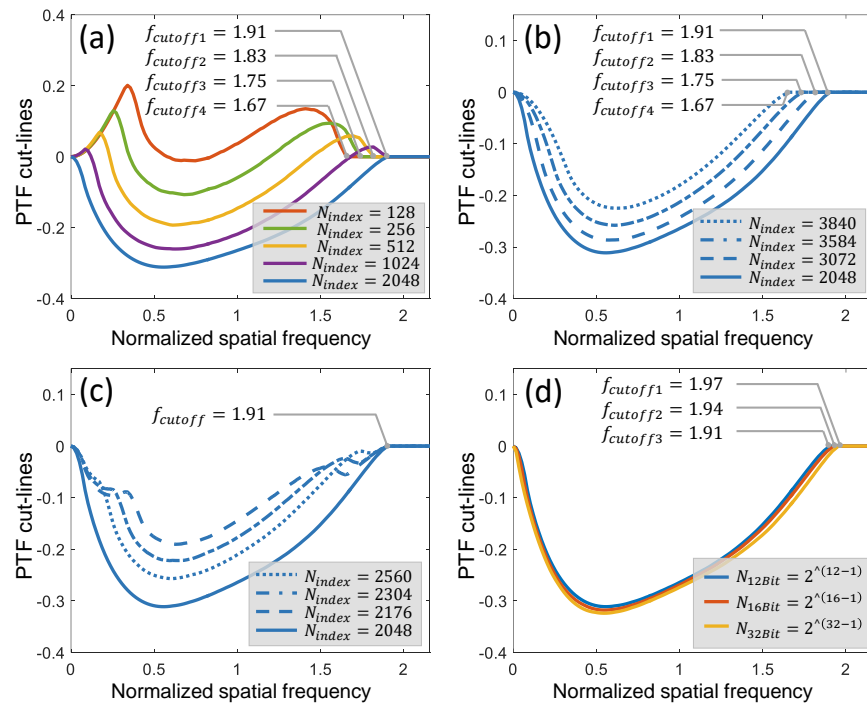 (a)
f_cutoff1 = 1.91
f_cutoff2 = 1.83
f_cutoff3 = 1.75
f_cutoff4 = 1.67
PTF cut-lines
0.4
0.2
0
-0.2
-0.4
N_index = 128
N_index = 256
N_index = 512
N_index = 1024
N_index = 2048
0 0.5 1 1.5 2
Normalized spatial frequency
(b)
f_cutoff1 = 1.91
f_cutoff2 = 1.83
f_cutoff3 = 1.75
f_cutoff4 = 1.67
PTF cut-lines
0.1
0
-0.1
-0.2
-0.3
-0.4
N_index = 3840
N_index = 3584
N_index = 3072
N_index = 2048
0 0.5 1 1.5 2
Normalized spatial frequency
(c)
f_cutoff = 1.91
PTF cut-lines
0.1
0
-0.1
-0.2
-0.3
-0.4
N_index = 2560
N_index = 2304
N_index = 2176
N_index = 2048
0 0.5 1 1.5 2
Normalized spatial frequency
(d)
f_cutoff1 = 1.97
f_cutoff2 = 1.94
f_cutoff3 = 1.91
PTF cut-lines
0.1
0
-0.1
-0.2
-0.3
-0.4
N_12Bit = 2^(12−1)
N_16Bit = 2^(16−1)
N_32Bit = 2^(32−1)
0 0.5 1 1.5 2
Normalized spatial frequency